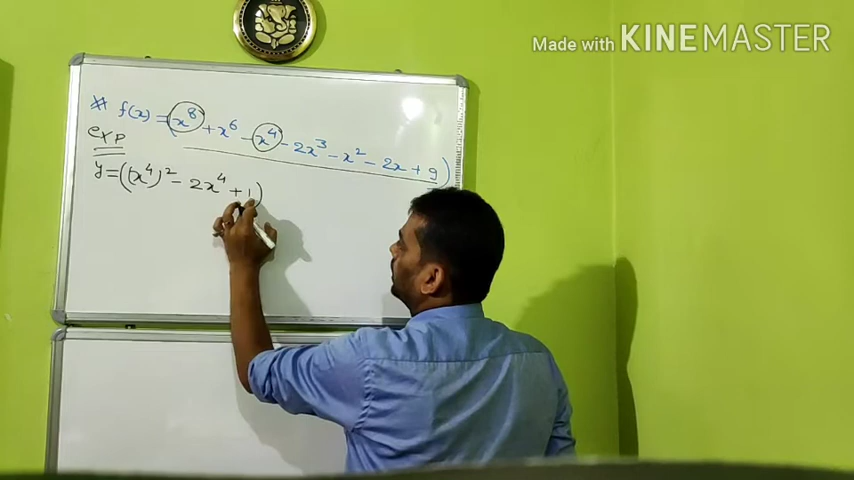 Made with KINEMASTER
* f(x) = (x⁸ + x⁶ - x⁴ - 2x³ - x² - 2x + 9)
exp
y = ((x⁴)² - 2x⁴ + 1)